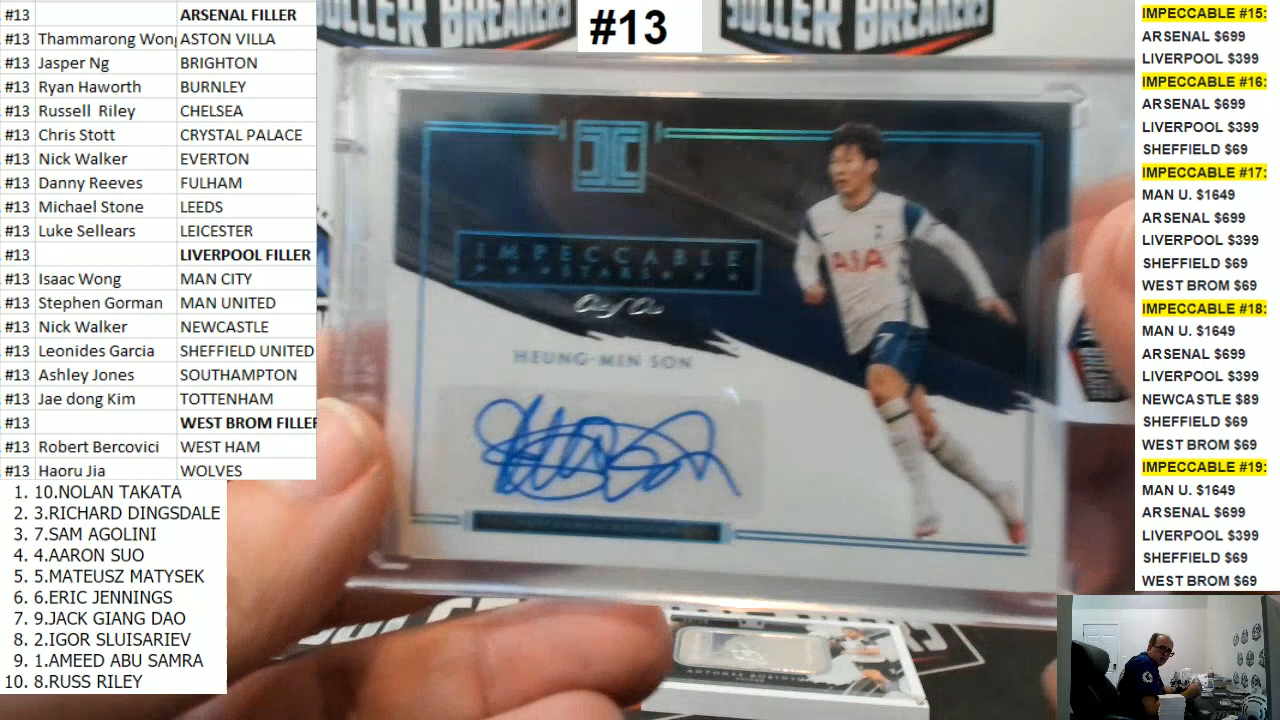 #13 ARSENAL FILLER
#13 Thammarong Wong ASTON VILLA
#13 Jasper Ng BRIGHTON
#13 Ryan Haworth BURNLEY
#13 Russell Riley CHELSEA
#13 Chris Stott CRYSTAL PALACE
#13 Nick Walker EVERTON
#13 Danny Reeves FULHAM
#13 Michael Stone LEEDS
#13 Luke Sellears LEICESTER
#13 LIVERPOOL FILLER
#13 Isaac Wong MAN CITY
#13 Stephen Gorman MAN UNITED
#13 Nick Walker NEWCASTLE
#13 Leonides Garcia SHEFFIELD UNITED
#13 Ashley Jones SOUTHAMPTON
#13 Jae dong Kim TOTTENHAM
#13 WEST BROM FILLER
#13 Robert Bercovici WEST HAM
#13 Haoru Jia WOLVES
1. 10.NOLAN TAKATA
2. 3.RICHARD DINGSDALE
3. 7.SAM AGOLINI
4. 4.AARON SUO
5. 5.MATEUSZ MATYSEK
6. 6.ERIC JENNINGS
7. 9.JACK GIANG DAO
8. 2.IGOR SLUISARIEV
9. 1.AMEED ABU SAMRA
10. 8.RUSS RILEY
SOCCER BREAKERS
#13
IMPECCABLE
STARS
HEUNG-MIN SON
AIA
7
ANTONEE ROBINSON
IMPECCABLE #15:
ARSENAL $699
LIVERPOOL $399
IMPECCABLE #16:
ARSENAL $699
LIVERPOOL $399
SHEFFIELD $69
IMPECCABLE #17:
MAN U. $1649
ARSENAL $699
LIVERPOOL $399
SHEFFIELD $69
WEST BROM $69
IMPECCABLE #18:
MAN U. $1649
ARSENAL $699
LIVERPOOL $399
NEWCASTLE $89
SHEFFIELD $69
WEST BROM $69
IMPECCABLE #19:
MAN U. $1649
ARSENAL $699
LIVERPOOL $399
SHEFFIELD $69
WEST BROM $69